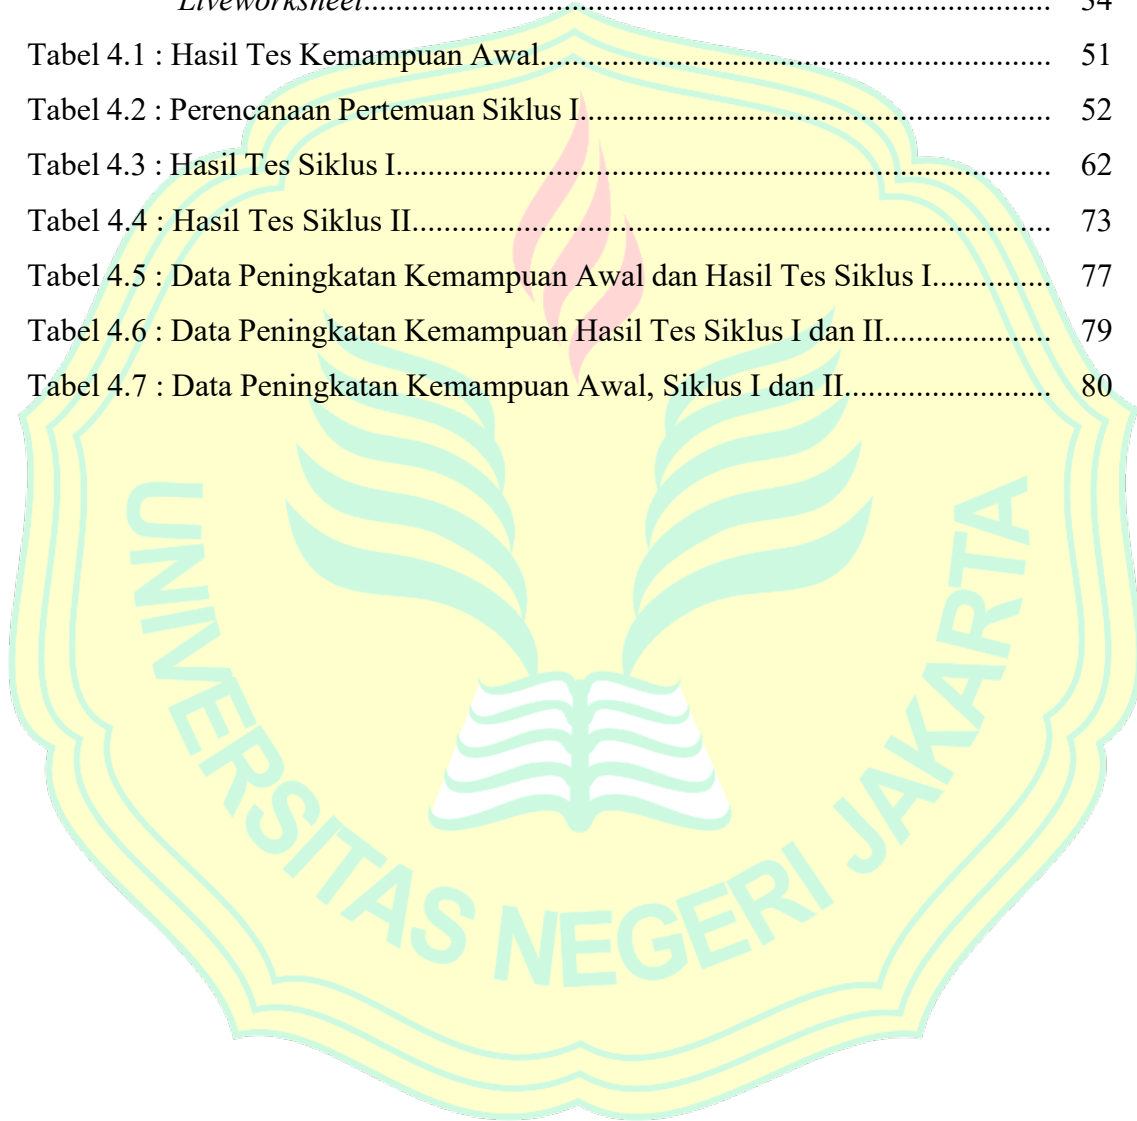 Liveworksheet........................................................................................ 34
Tabel 4.1 : Hasil Tes Kemampuan Awal................................................................. 51
Tabel 4.2 : Perencanaan Pertemuan Siklus I............................................................ 52
Tabel 4.3 : Hasil Tes Siklus I................................................................................... 62
Tabel 4.4 : Hasil Tes Siklus II.................................................................................. 73
Tabel 4.5 : Data Peningkatan Kemampuan Awal dan Hasil Tes Siklus I............... 77
Tabel 4.6 : Data Peningkatan Kemampuan Hasil Tes Siklus I dan II..................... 79
Tabel 4.7 : Data Peningkatan Kemampuan Awal, Siklus I dan II.......................... 80
UNIVERSITAS NEGERI JAKARTA